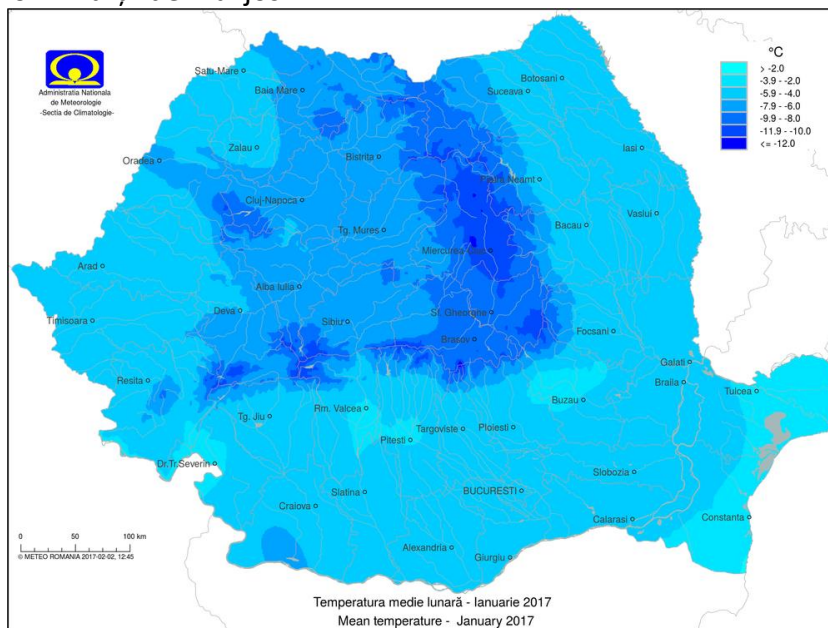 Administratia Nationala
de Meteorologie
-Sectia de Climatologie-
°C
> -2.0
-3.9 - -2.0
-5.9 - -4.0
-7.9 - -6.0
-9.9 - -8.0
-11.9 - -10.0
<= -12.0
Satu-Mare
Baia Mare
Botosani
Suceava
Zalau
Oradea
Bistrita
Iasi
Piatra Neamt
Cluj-Napoca
Vaslui
Tg. Mures
Bacau
Miercurea-Ciuc
Arad
Alba Iulia
Deva
Sf. Gheorghe
Timisoara
Sibiu
Focsani
Brasov
Galati
Resita
Braila
Tulcea
Buzau
Rm. Valcea
Tg. Jiu
Targoviste
Ploiesti
Pitesti
Dr.Tr.Severin
Slobozia
Slatina
BUCURESTI
Craiova
Calarasi
Constanta
0 50 100 km
Alexandria
Giurgiu
© METEO ROMANIA 2017-02-02, 12:45
Temperatura medie lunară - Ianuarie 2017
Mean temperature - January 2017